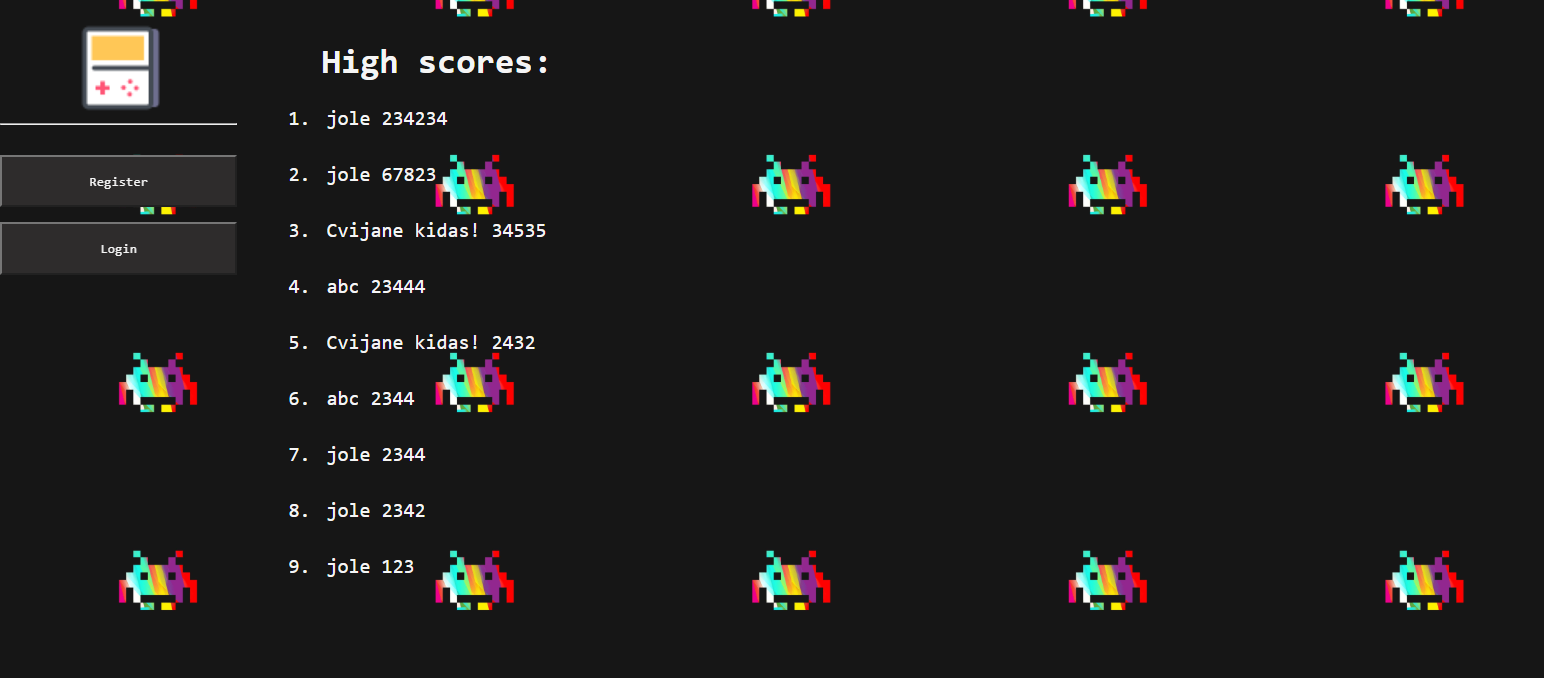 High scores:
1. jole 234234
2. jole 67823
3. Cvijane kidas! 34535
4. abc 23444
5. Cvijane kidas! 2432
6. abc 2344
7. jole 2344
8. jole 2342
9. jole 123
Register
Login